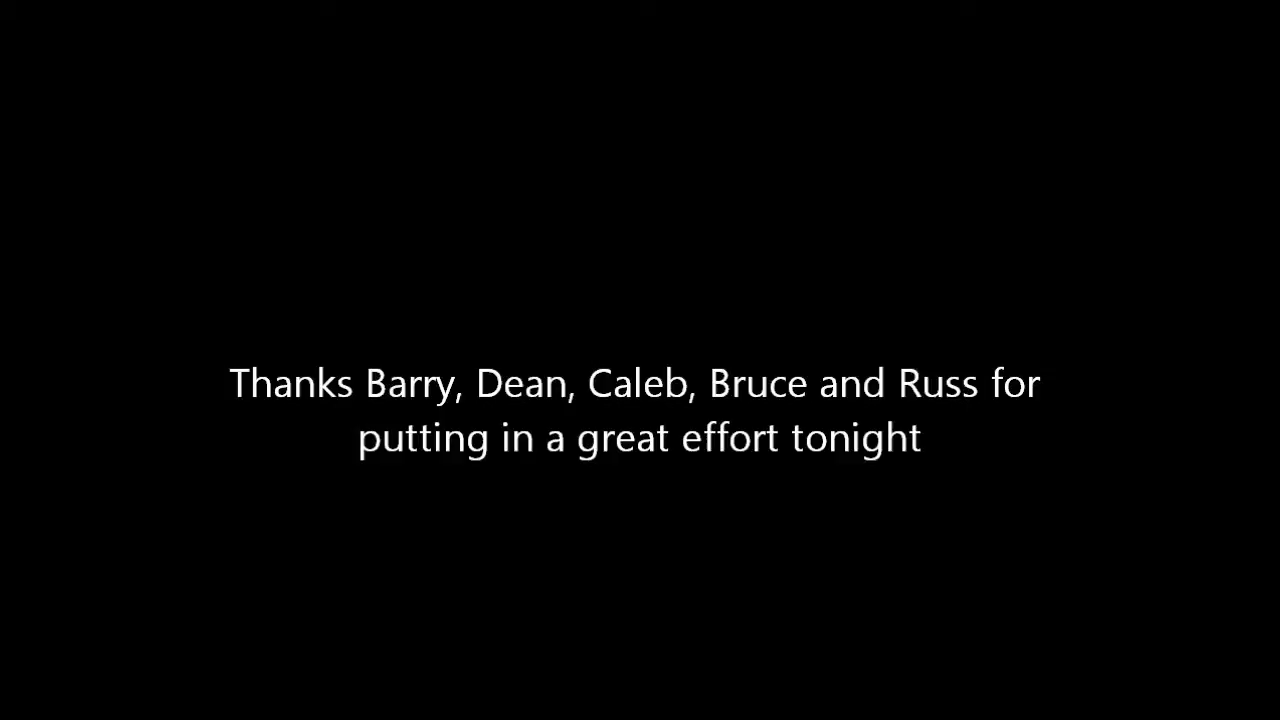 Thanks Barry, Dean, Caleb, Bruce and Russ for
putting in a great effort tonight